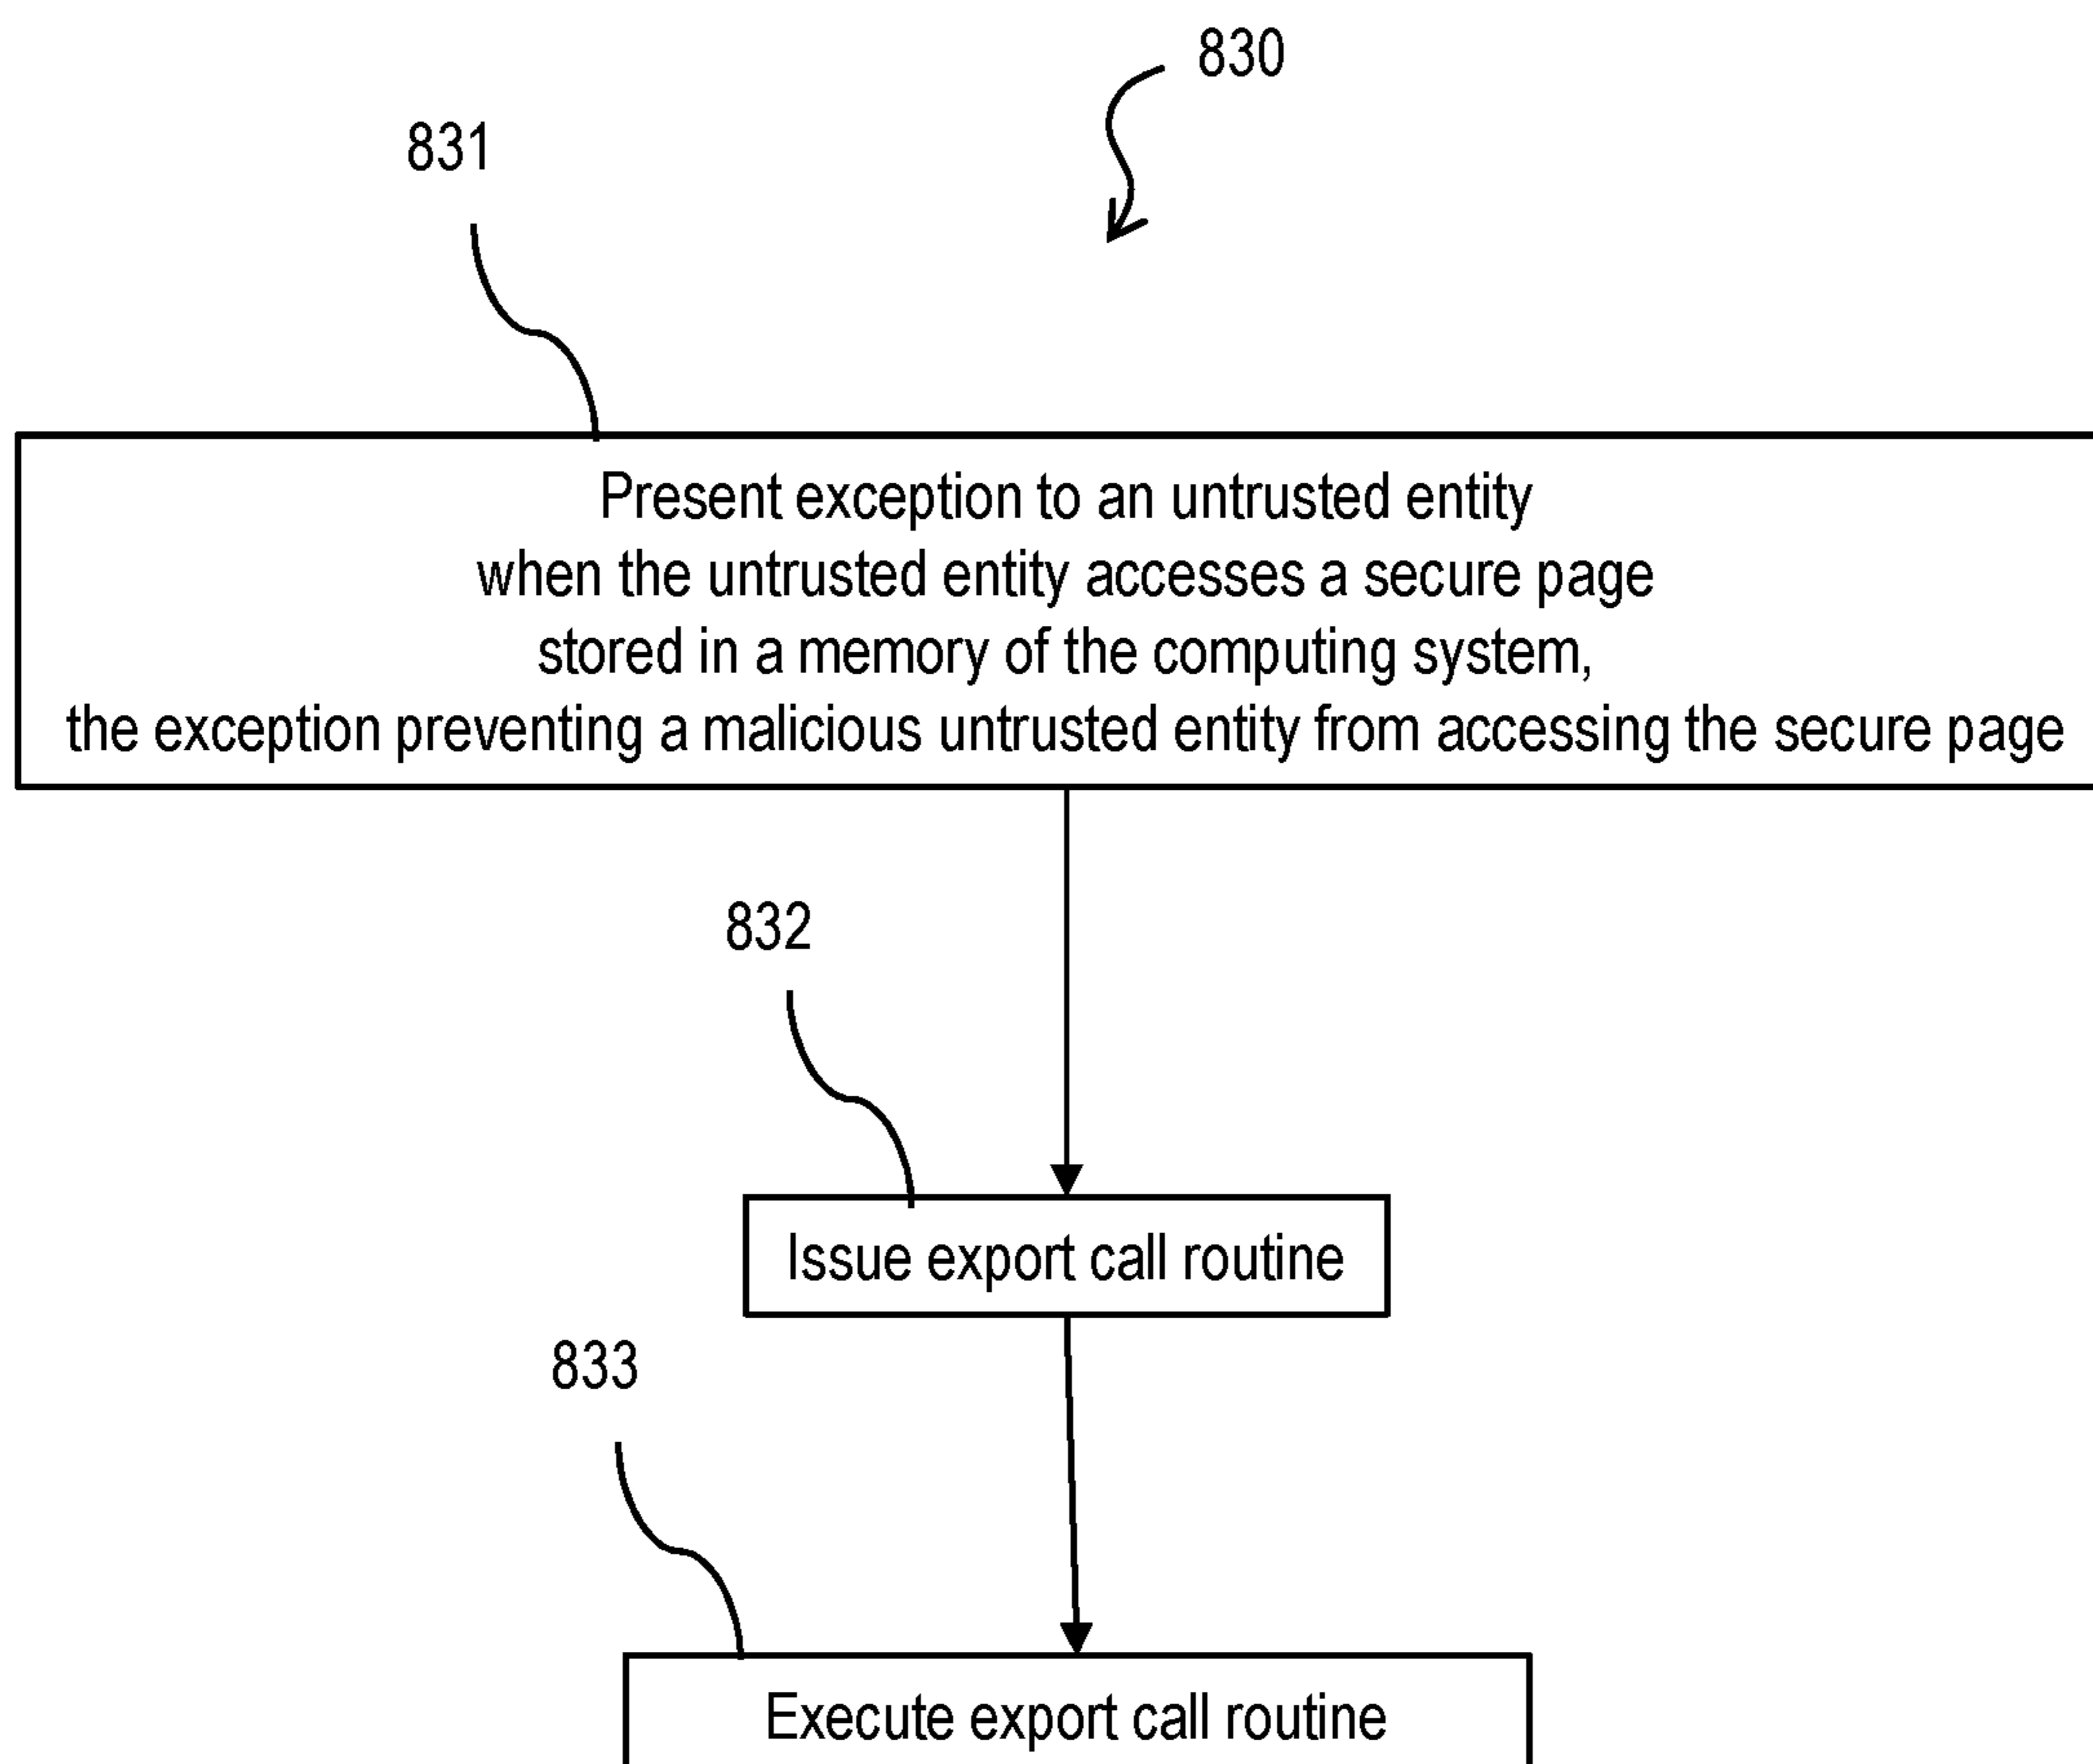 830
831
Present exception to an untrusted entity
when the untrusted entity accesses a secure page
stored in a memory of the computing system,
the exception preventing a malicious untrusted entity from accessing the secure page
832
Issue export call routine
833
Execute export call routine